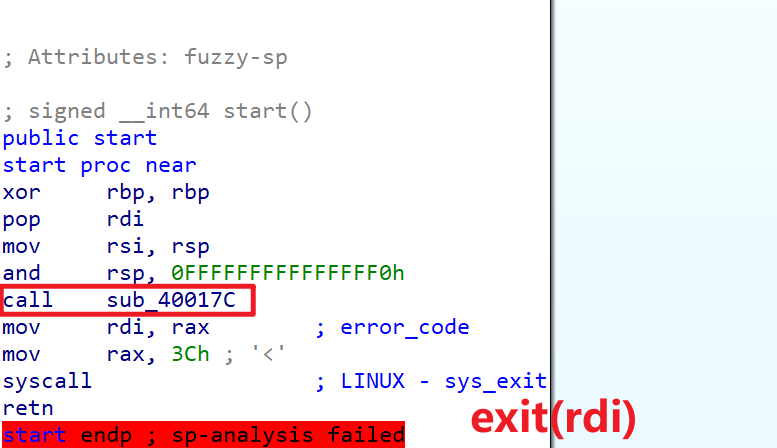 ; Attributes: fuzzy-sp
; signed __int64 start()
public start
start proc near
xor     rbp, rbp
pop     rdi
mov     rsi, rsp
and     rsp, 0FFFFFFFFFFFFFFF0h
call    sub_40017C
mov     rdi, rax        ; error_code
mov     rax, 3Ch ; '<'
syscall                 ; LINUX - sys_exit
retn
start endp ; sp-analysis failed
exit(rdi)